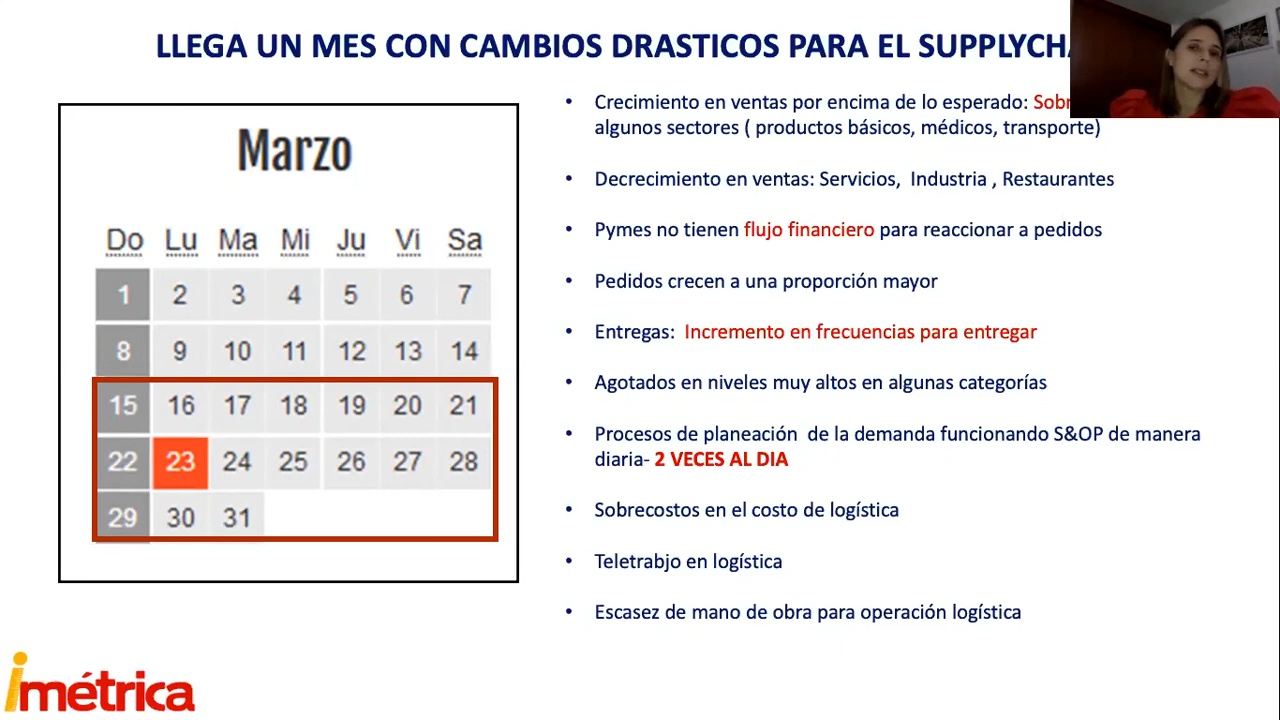 LLEGA UN MES CON CAMBIOS DRASTICOS PARA EL
Marzo
Do Lu Ma Mi Ju Vi Sa
1 2 3 4 5 6 7
8 9 10 11 12 13 14
15 16 17 18 19 20 21
22 23 24 25 26 27 28
29 30 31
• Crecimiento en ventas por encima de lo esperado:
algunos sectores ( productos básicos, médicos, transporte)
• Decrecimiento en ventas: Servicios, Industria , Restaurantes
• Pymes no tienen flujo financiero para reaccionar a pedidos
• Pedidos crecen a una proporción mayor
• Entregas: Incremento en frecuencias para entregar
• Agotados en niveles muy altos en algunas categorías
• Procesos de planeación de la demanda funcionando S&OP de manera
diaria- 2 VECES AL DIA
• Sobrecostos en el costo de logística
• Teletrabjo en logística
• Escasez de mano de obra para operación logística
imétrica